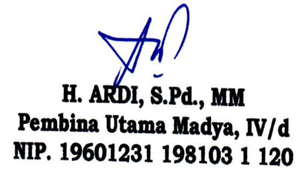 H. ARDI, S.Pd., MM
Pembina Utama Madya, IV/d
NIP. 19601231 198103 1 120